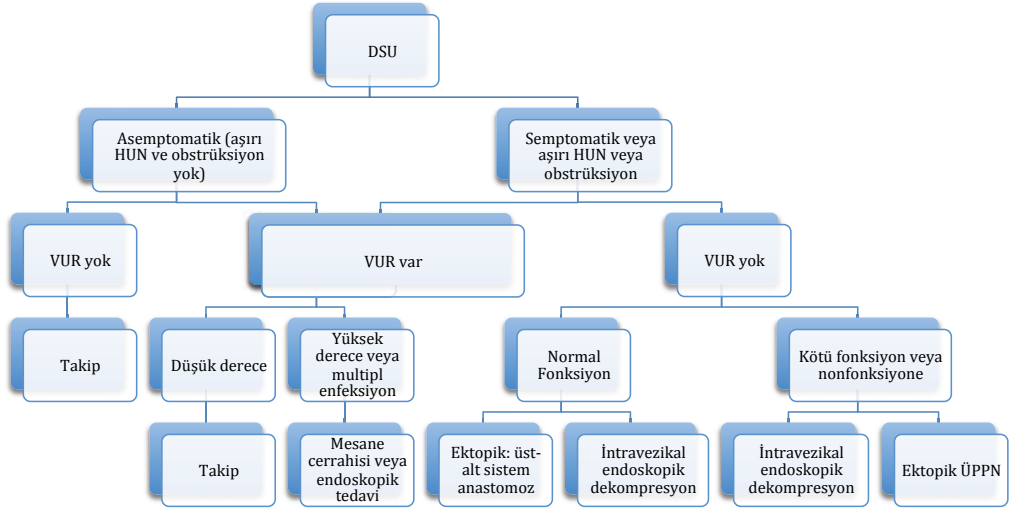 DSU
Asemptomatik (aşırı
HUN ve obstrüksiyon
yok)
Semptomatik veya
aşırı HUN veya
obstrüksiyon
VUR yok
VUR var
VUR yok
Takip
Düşük derece
Yüksek
derece veya
multipl
enfeksiyon
Normal
Fonksiyon
Kötü fonksiyon veya
nonfonksiyone
Takip
Mesane
cerrahisi veya
endoskopik
tedavi
Ektopik: üst-
alt sistem
anastomoz
İntravezikal
endoskopik
dekompresyon
İntravezikal
endoskopik
dekompresyon
Ektopik ÜPPN